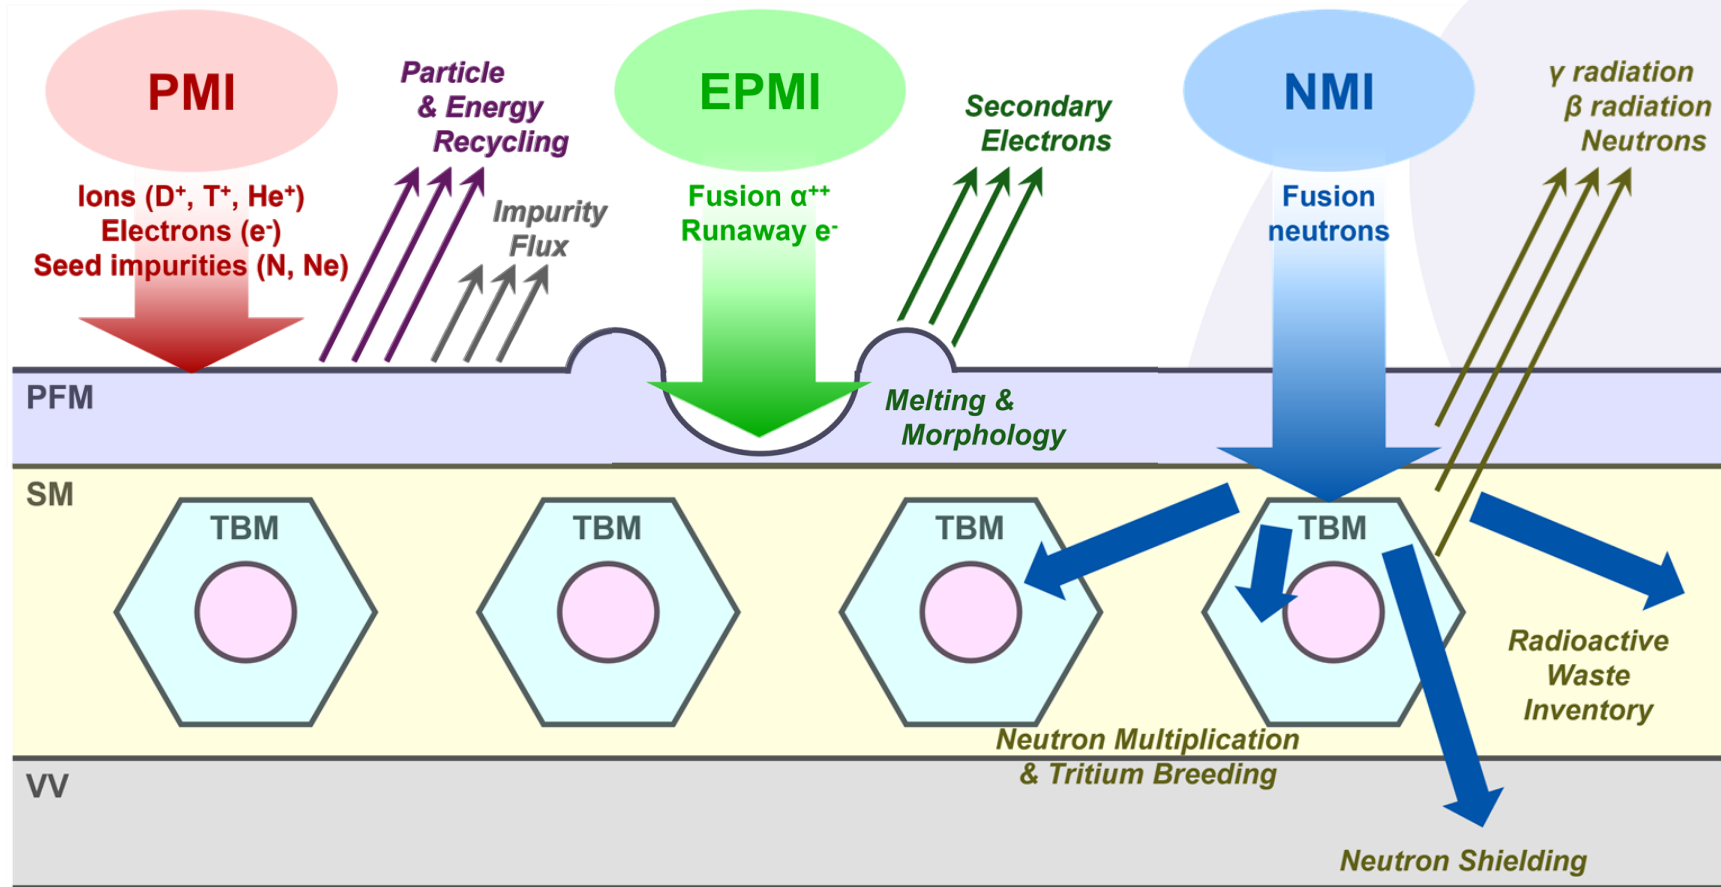 PMI
Ions (D⁺, T⁺, He⁺)
Electrons (e⁻)
Seed impurities (N, Ne)
Particle
& Energy
Recycling
Impurity
Flux
EPMI
Fusion α⁺⁺
Runaway e⁻
Secondary
Electrons
Melting &
Morphology
NMI
Fusion
neutrons
γ radiation
β radiation
Neutrons
PFM
SM
TBM
TBM
TBM
TBM
Radioactive
Waste
Inventory
Neutron Multiplication
& Tritium Breeding
VV
Neutron Shielding